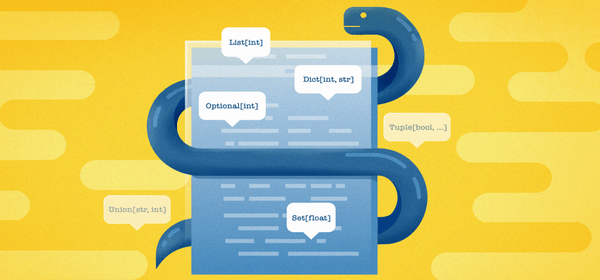 List[int]
Dict[int, str]
Optional[int]
Tuple[bool, ...]
Union[str, int]
Set[float]